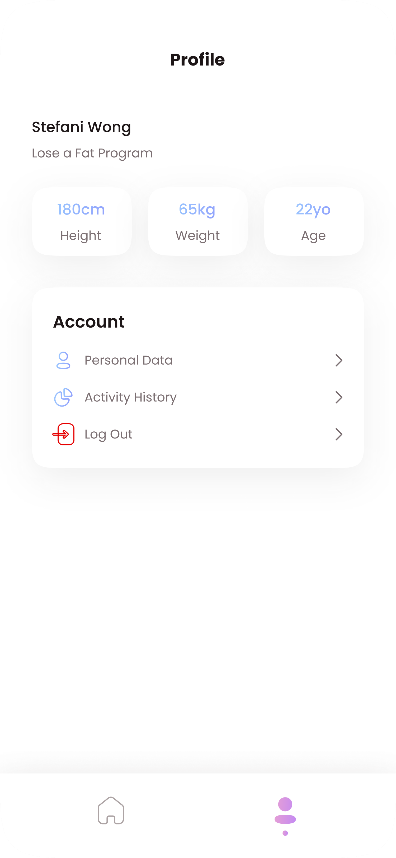 Profile
Stefani Wong
Lose a Fat Program
180cm 65kg 22yo
Height Weight Age
Account
Personal Data
Activity History
Log Out